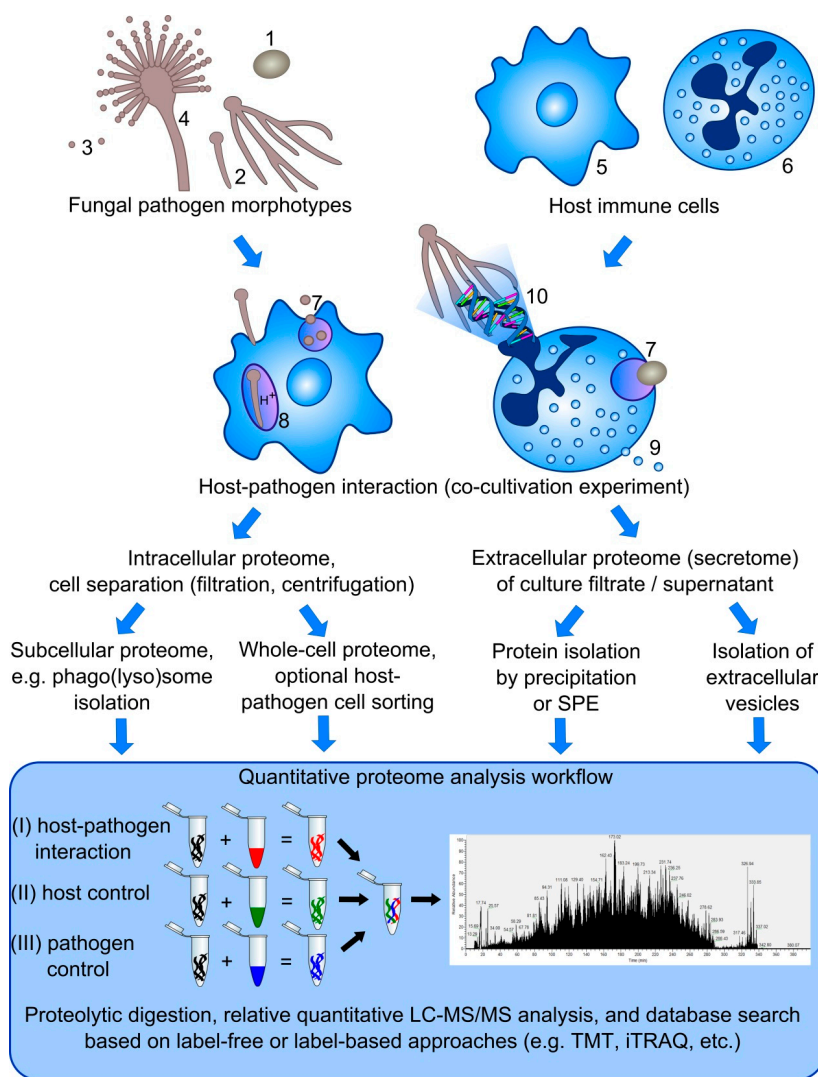 1
2
3
4
5
6
Fungal pathogen morphotypes
Host immune cells
7
H+
8
10
7
9
Host-pathogen interaction (co-cultivation experiment)
Intracellular proteome,
cell separation (filtration, centrifugation)
Extracellular proteome (secretome)
of culture filtrate / supernatant
Subcellular proteome,
e.g. phago(lyso)some
isolation
Whole-cell proteome,
optional host-
pathogen cell sorting
Protein isolation
by precipitation
or SPE
Isolation of
extracellular
vesicles
Quantitative proteome analysis workflow
(I) host-pathogen
interaction
+
=
(II) host control
+
=
(III) pathogen
control
+
=
Relative Abundance
Time (min)
Proteolytic digestion, relative quantitative LC-MS/MS analysis, and database search
based on label-free or label-based approaches (e.g. TMT, iTRAQ, etc.)